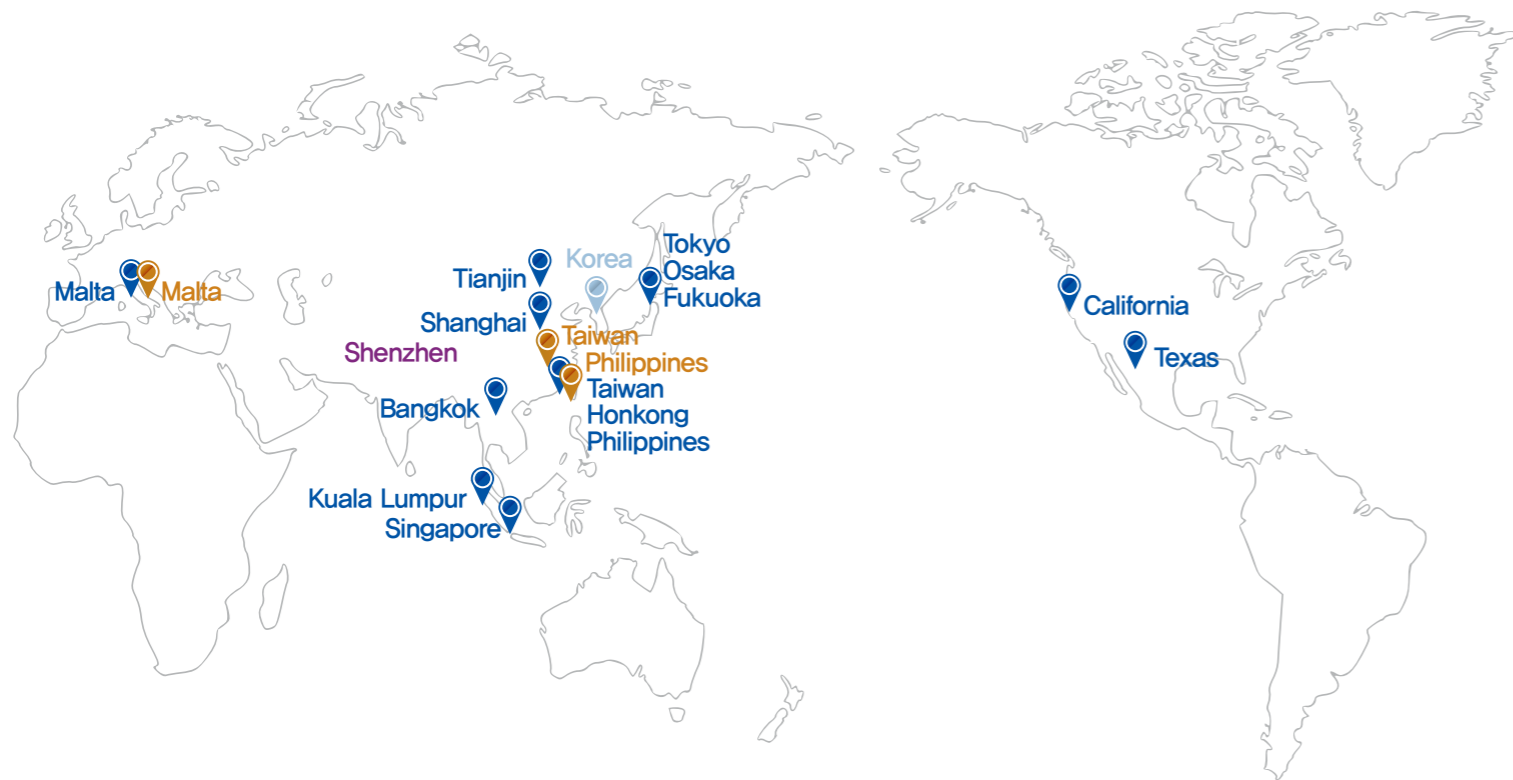 Malta
Malta
Tianjin
Shanghai
Shenzhen
Bangkok
Kuala Lumpur
Singapore
Korea
Tokyo
Osaka
Fukuoka
Taiwan
Philippines
Taiwan
Honkong
Philippines
California
Texas